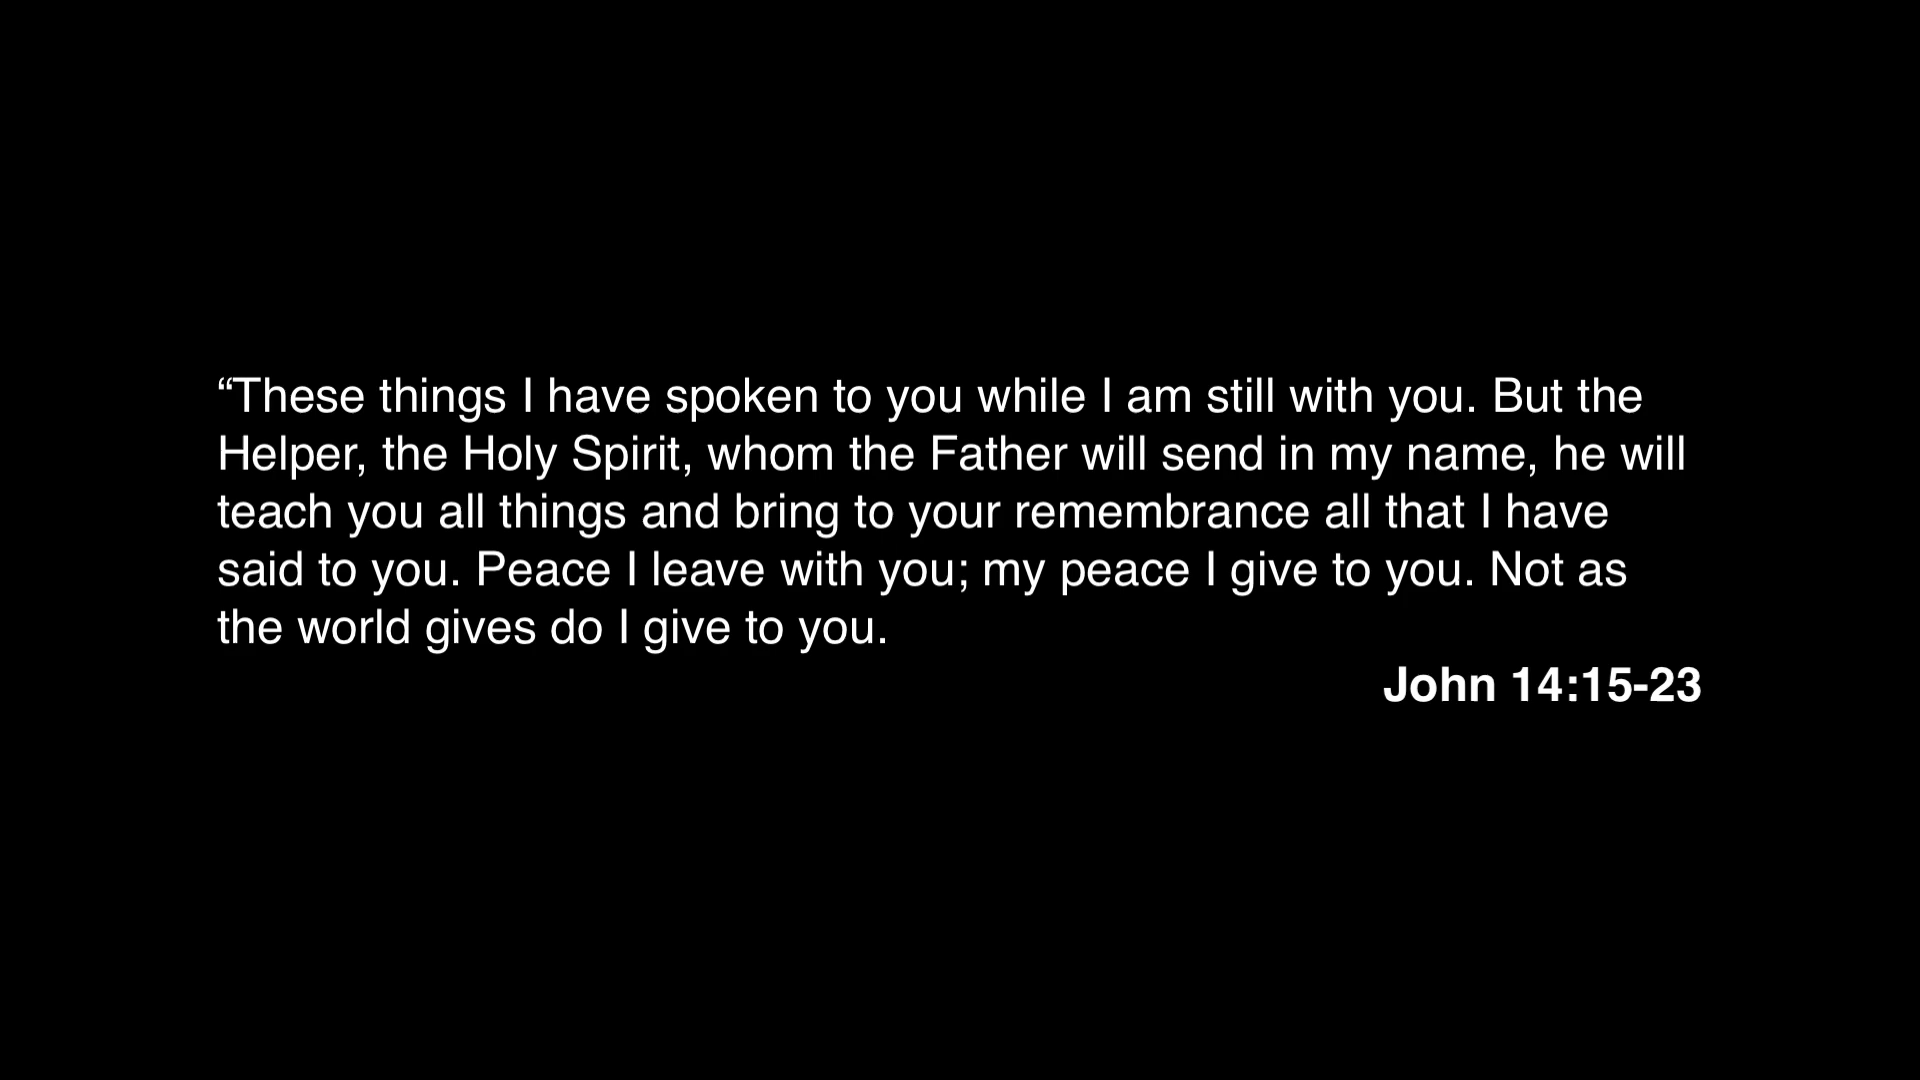 “These things I have spoken to you while I am still with you. But the
Helper, the Holy Spirit, whom the Father will send in my name, he will
teach you all things and bring to your remembrance all that I have
said to you. Peace I leave with you; my peace I give to you. Not as
the world gives do I give to you.
John 14:15-23